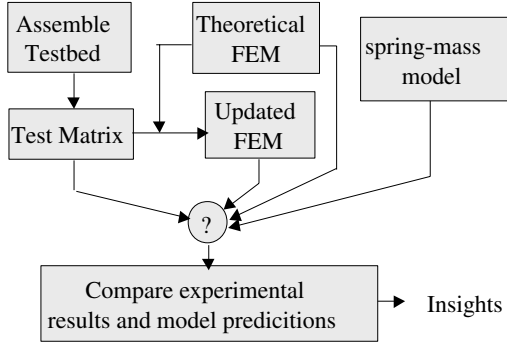 Assemble
Testbed
Theoretical
FEM
spring-mass
model
Test Matrix
Updated
FEM
?
Compare experimental
results and model predicitions
Insights